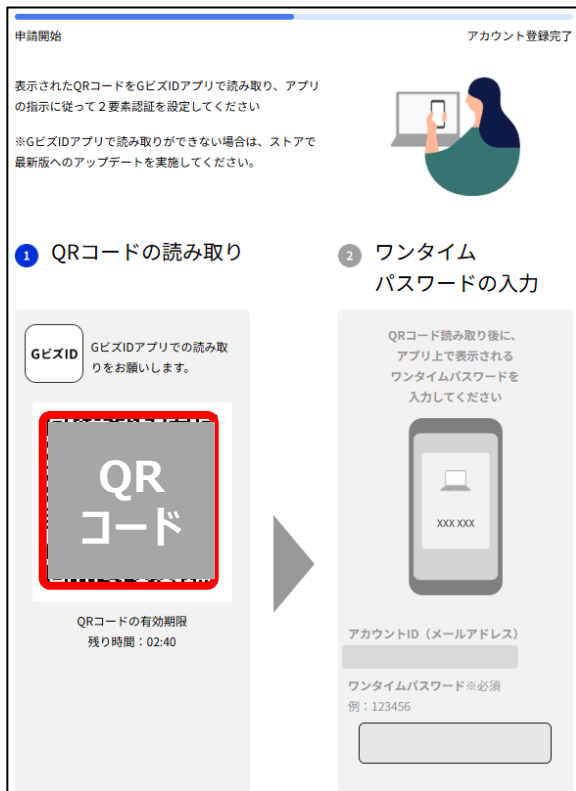 申請開始
アカウント登録完了
表示されたQRコードをGビズIDアプリで読み取り、アプリ
の指示に従って２要素認証を設定してください
※GビズIDアプリで読み取りができない場合は、ストアで
最新版へのアップデートを実施してください。
1 QRコードの読み取り
GビズID
GビズIDアプリでの読み取
りをお願いします。
QR
コード
QRコードの有効期限
残り時間：02:40
2 ワンタイム
パスワードの入力
QRコード読み取り後に、
アプリ上で表示される
ワンタイムパスワードを
入力してください
XXX XXX
アカウントID（メールアドレス）
ワンタイムパスワード※必須
例：123456